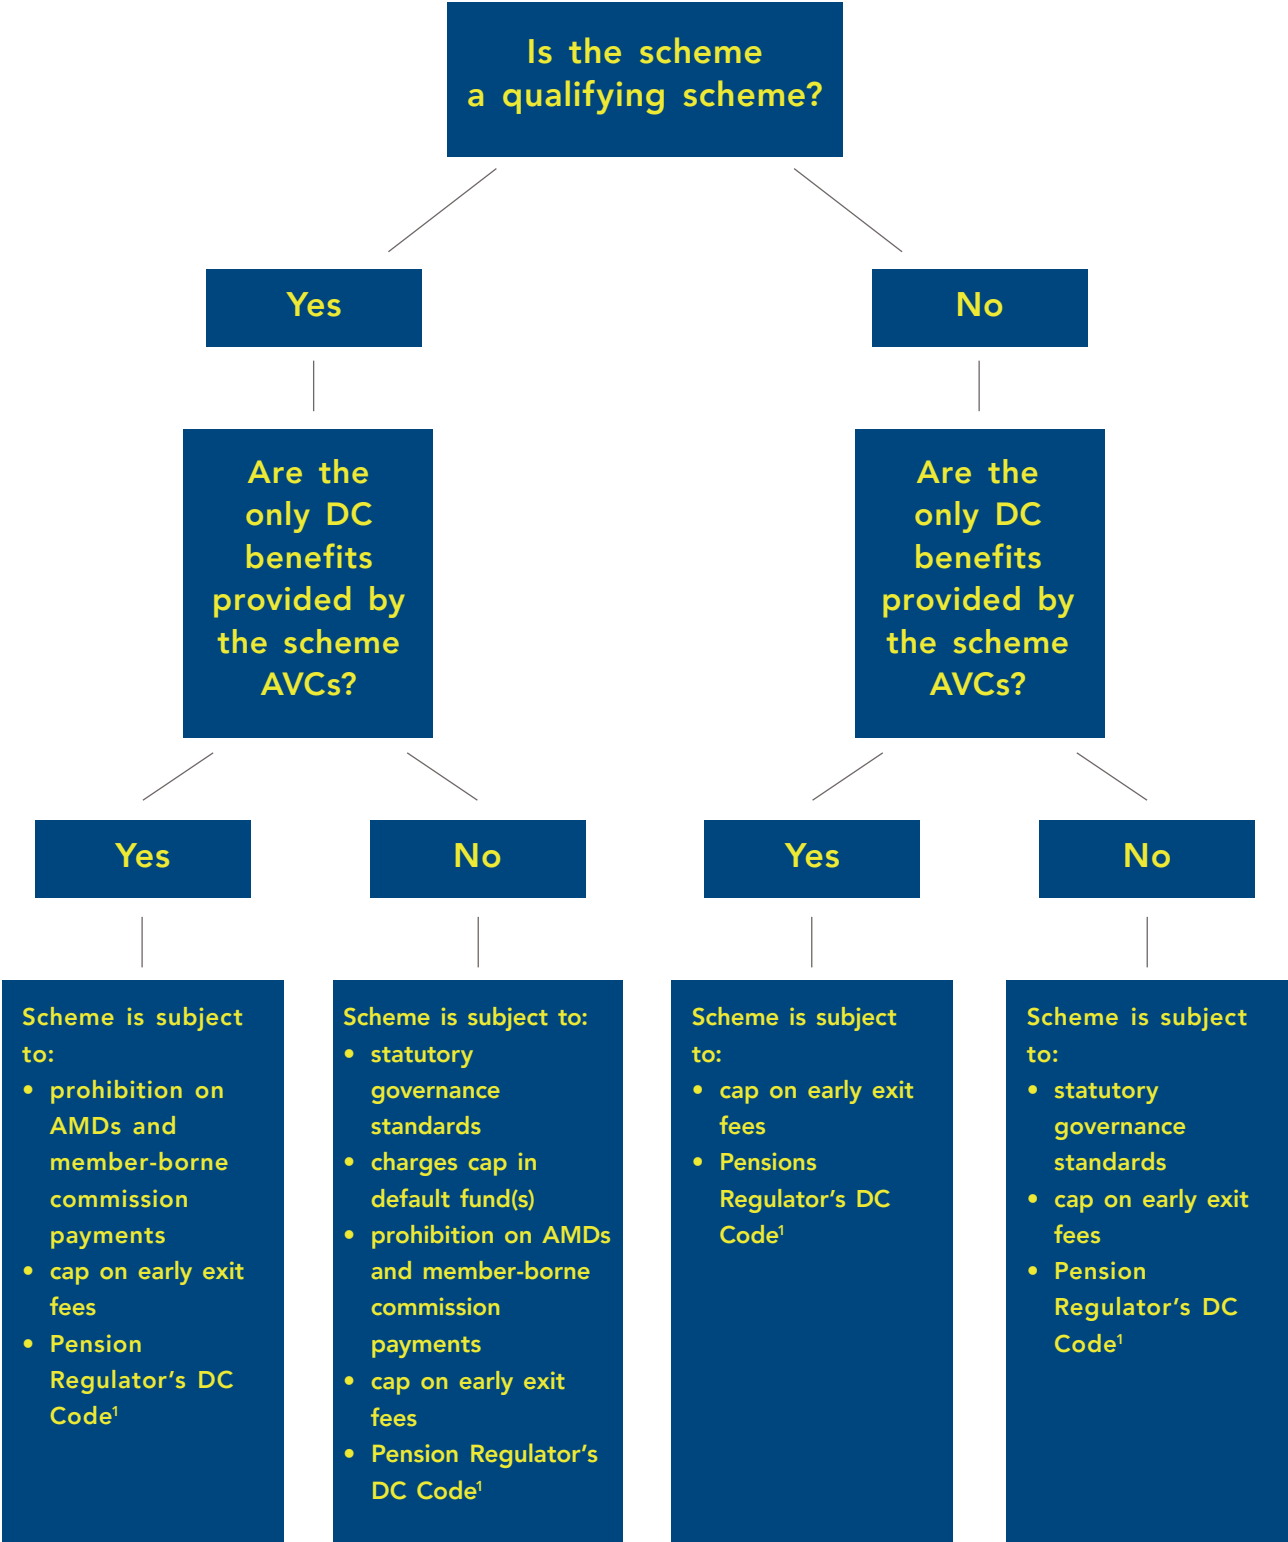 Is the scheme
a qualifying scheme?
Yes
No
Are the
only DC
benefits
provided by
the scheme
AVCs?
Are the
only DC
benefits
provided by
the scheme
AVCs?
Yes
No
Yes
No
Scheme is subject
to:
• prohibition on
AMDs and
member-borne
commission
payments
• cap on early exit
fees
• Pension
Regulator’s DC
Code¹
Scheme is subject to:
• statutory
governance
standards
• charges cap in
default fund(s)
• prohibition on AMDs
and member-borne
commission
payments
• cap on early exit
fees
• Pension Regulator’s
DC Code¹
Scheme is subject
to:
• cap on early exit
fees
• Pensions
Regulator’s DC
Code¹
Scheme is subject
to:
• statutory
governance
standards
• cap on early exit
fees
• Pension
Regulator’s DC
Code¹